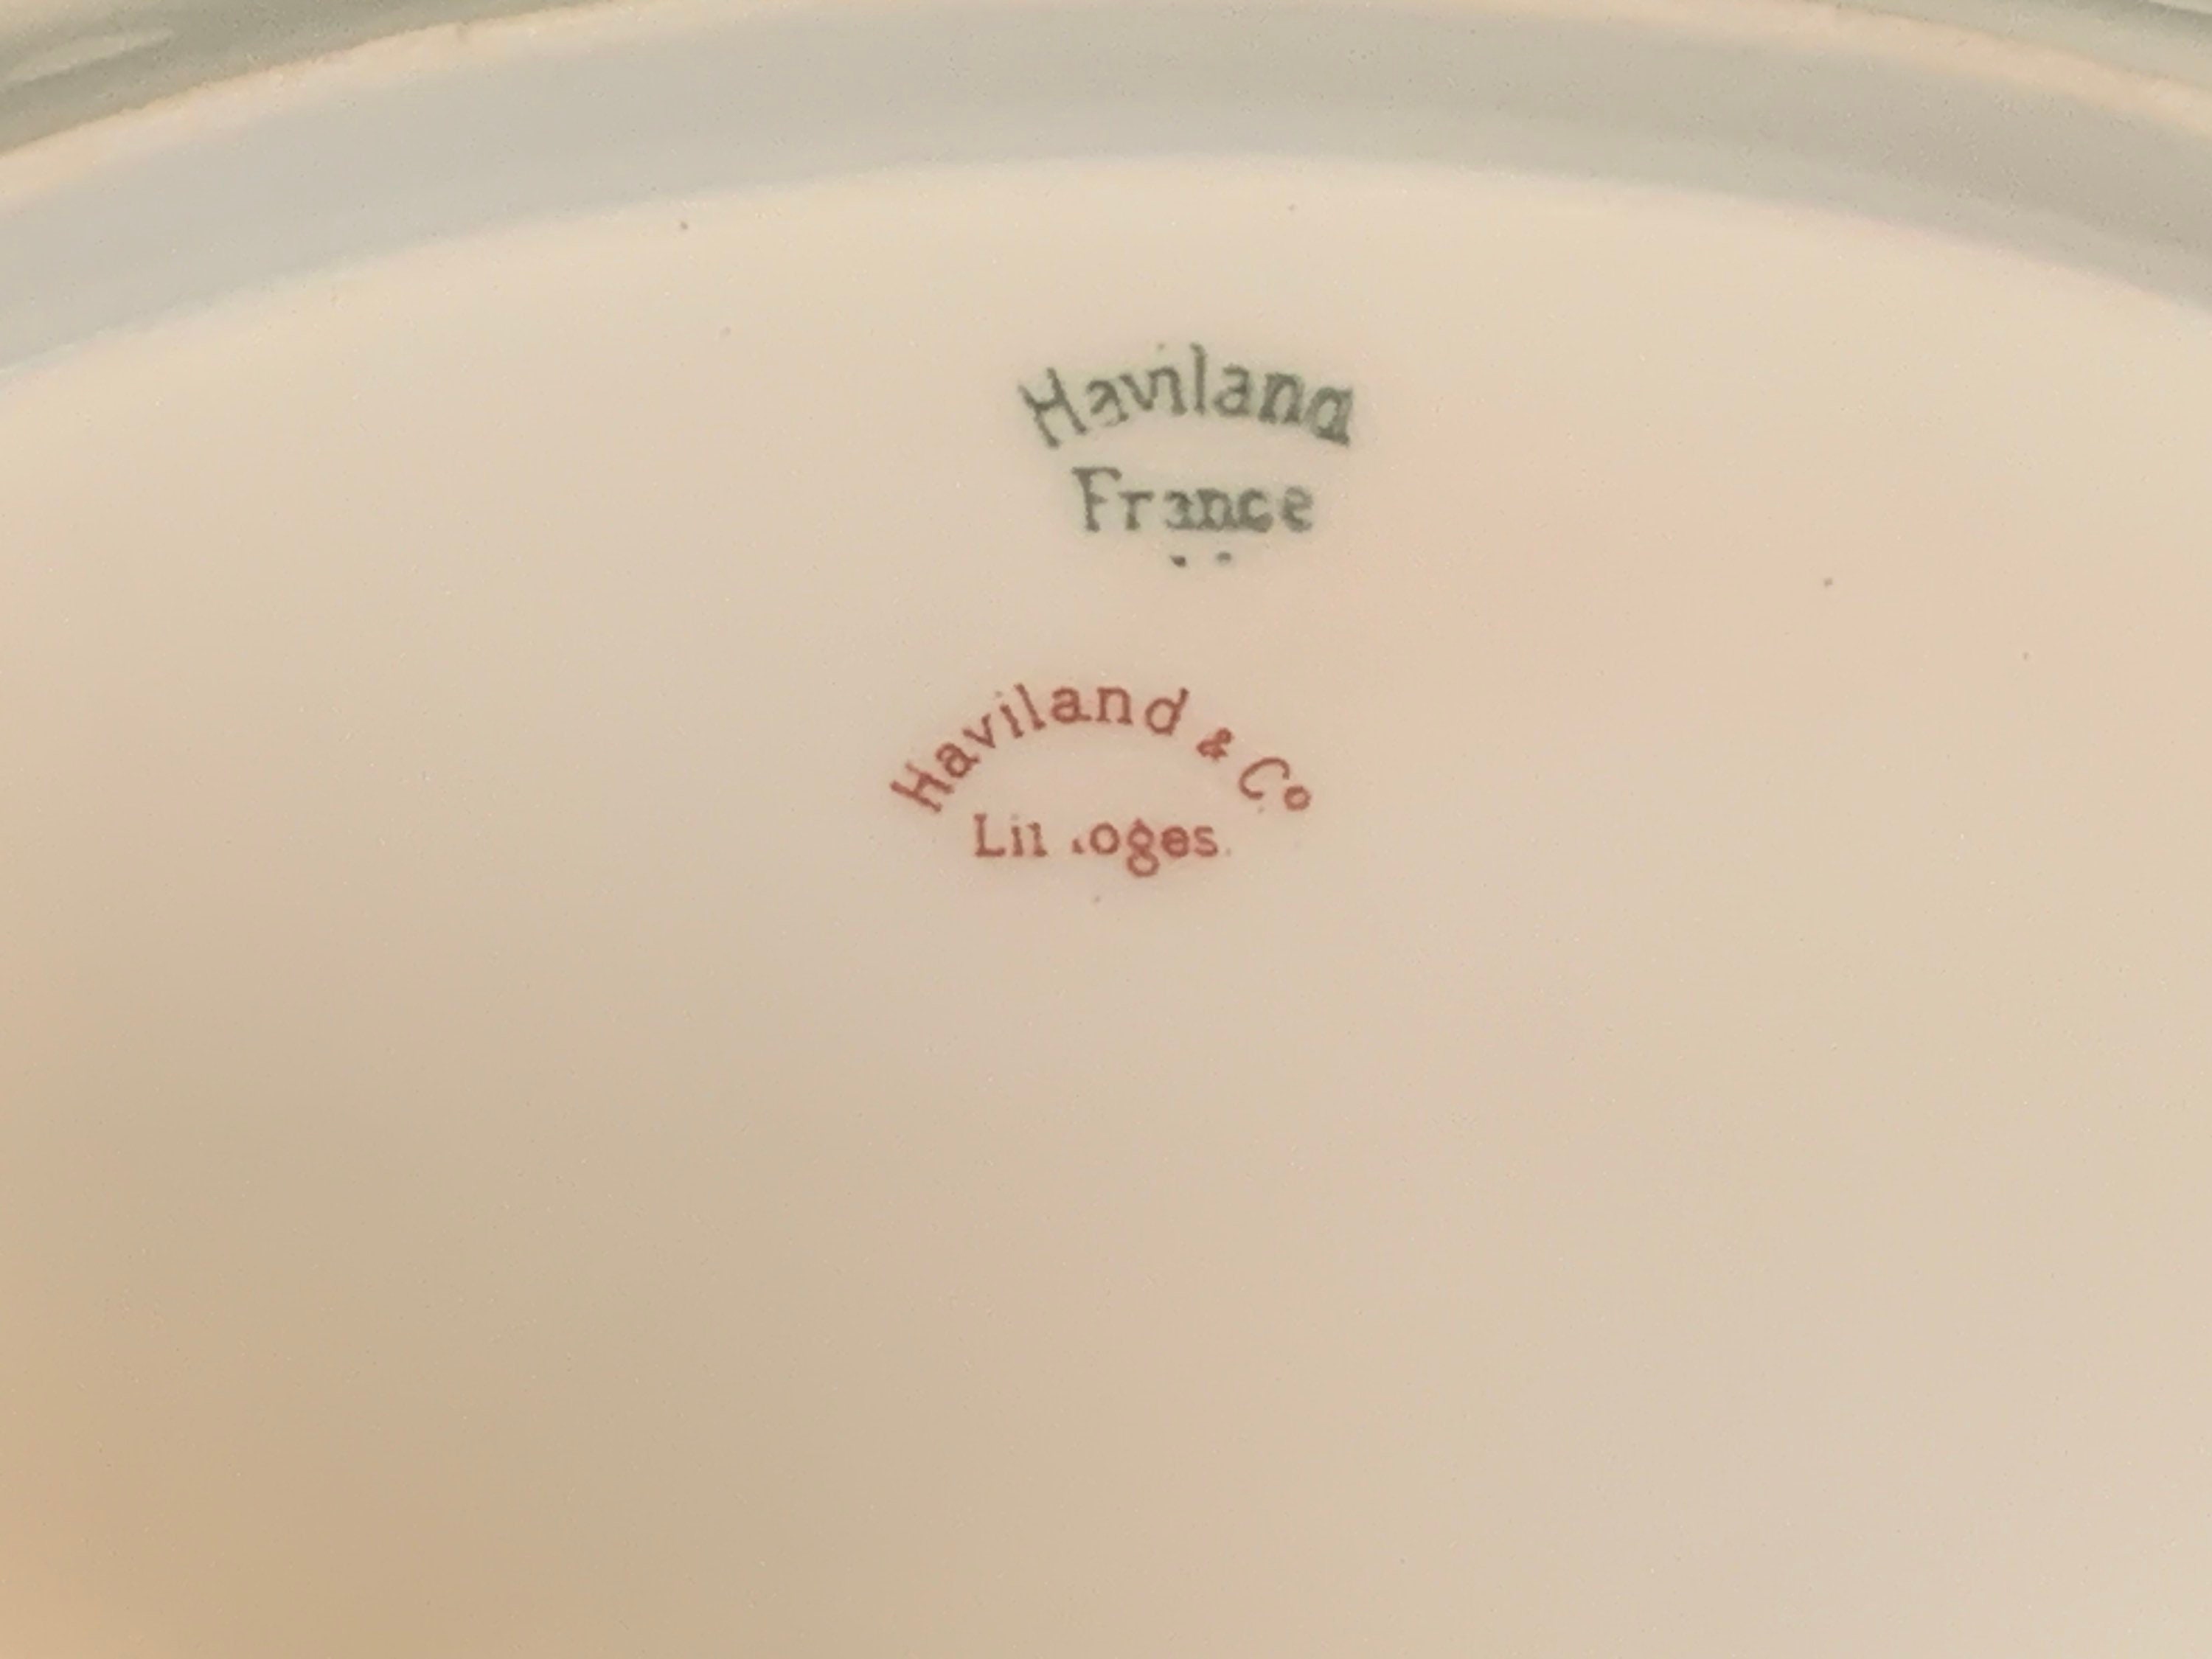 Haviland
France
Haviland & Co
Limoges